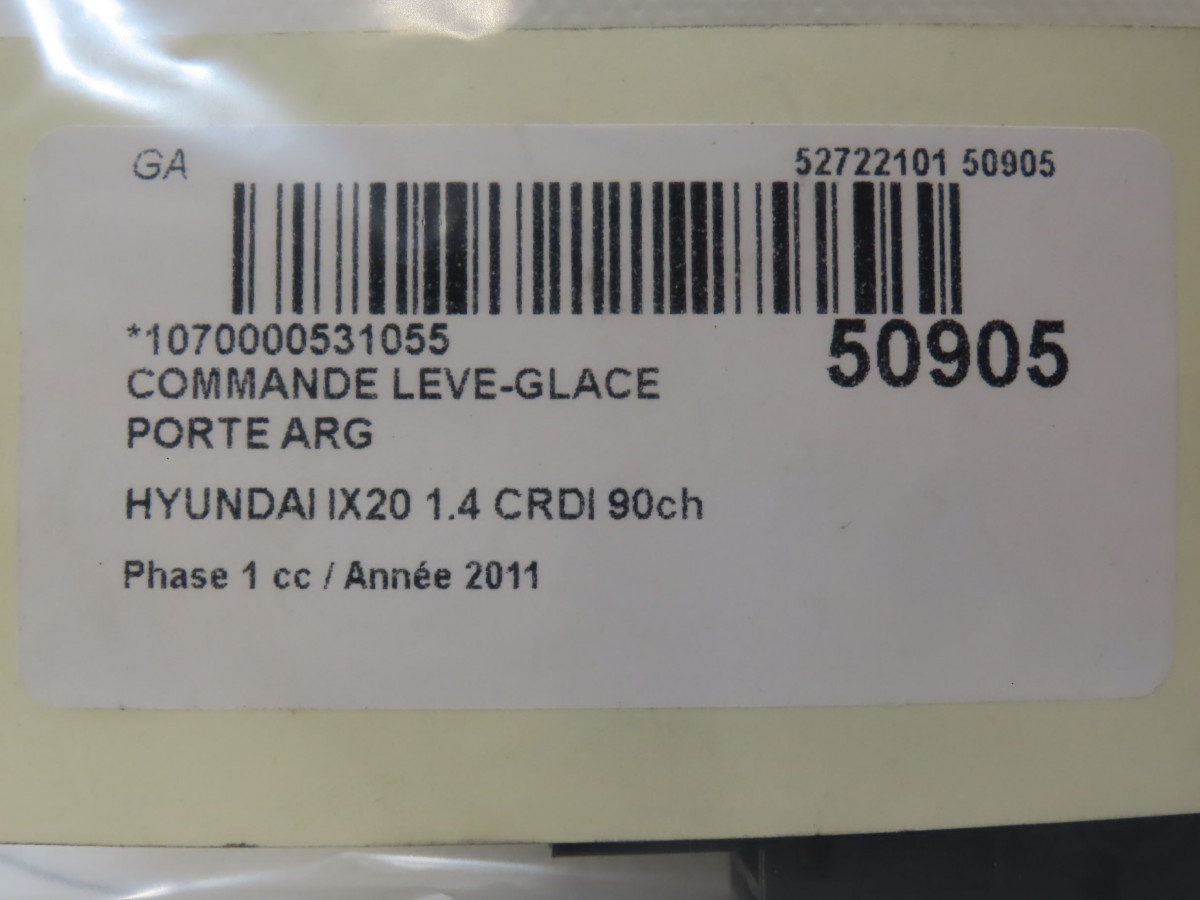 GA
52722101 50905
*1070000531055
50905
COMMANDE LEVE-GLACE
PORTE ARG
HYUNDAI IX20 1.4 CRDI 90ch
Phase 1 cc / Année 2011